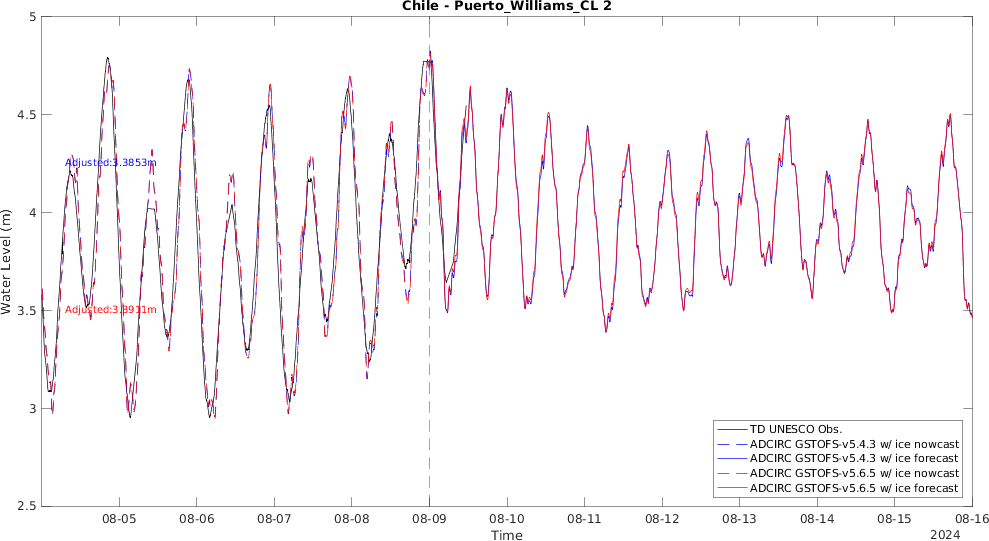 Chile - Puerto_Williams_CL 2
5
4.5
4
3.5
3
2.5
Water Level (m)
Adjusted:3.3853m
Adjusted:3.3911m
TD UNESCO Obs.
ADCIRC GSTOFS-v5.4.3 w/ ice nowcast
ADCIRC GSTOFS-v5.4.3 w/ ice forecast
ADCIRC GSTOFS-v5.6.5 w/ ice nowcast
ADCIRC GSTOFS-v5.6.5 w/ ice forecast
08-05 08-06 08-07 08-08 08-09 08-10 08-11 08-12 08-13 08-14 08-15 08-16
Time
2024